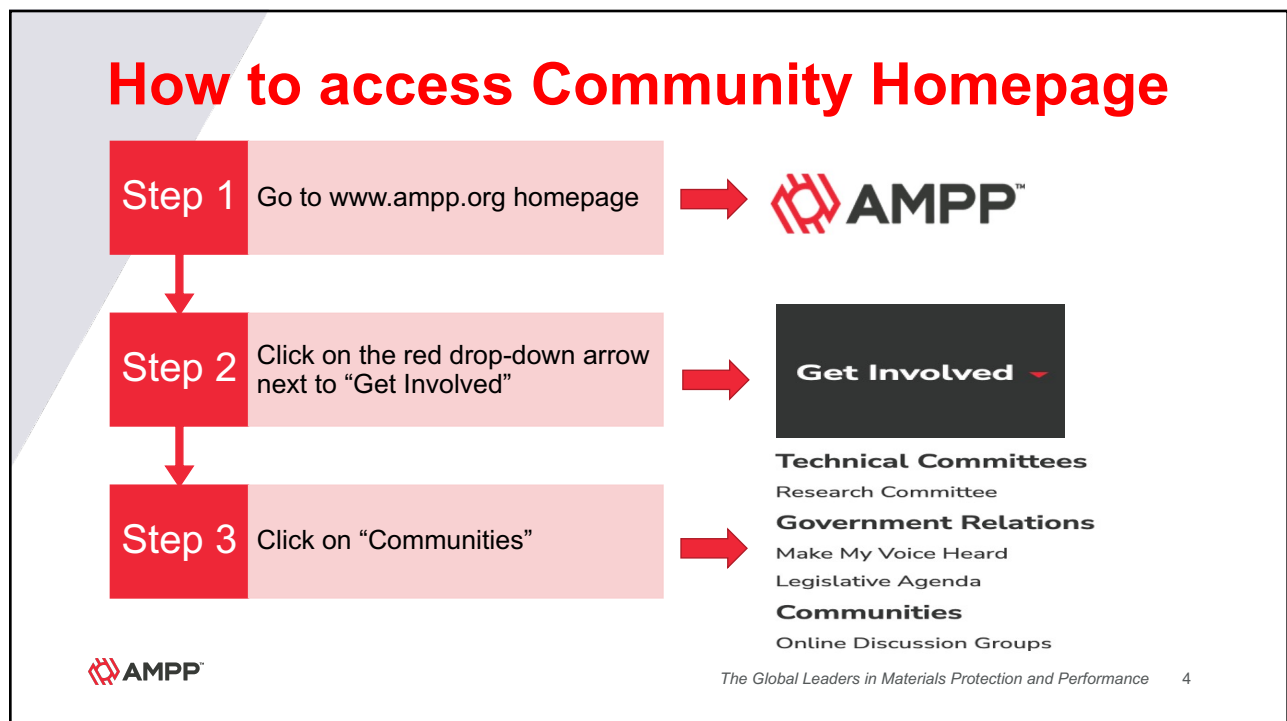 How to access Community Homepage
Step 1
Go to www.ampp.org homepage
AMPP™
Step 2
Click on the red drop-down arrow
next to “Get Involved”
Get Involved
Step 3
Click on “Communities”
Technical Committees
Research Committee
Government Relations
Make My Voice Heard
Legislative Agenda
Communities
Online Discussion Groups
AMPP™
The Global Leaders in Materials Protection and Performance 4